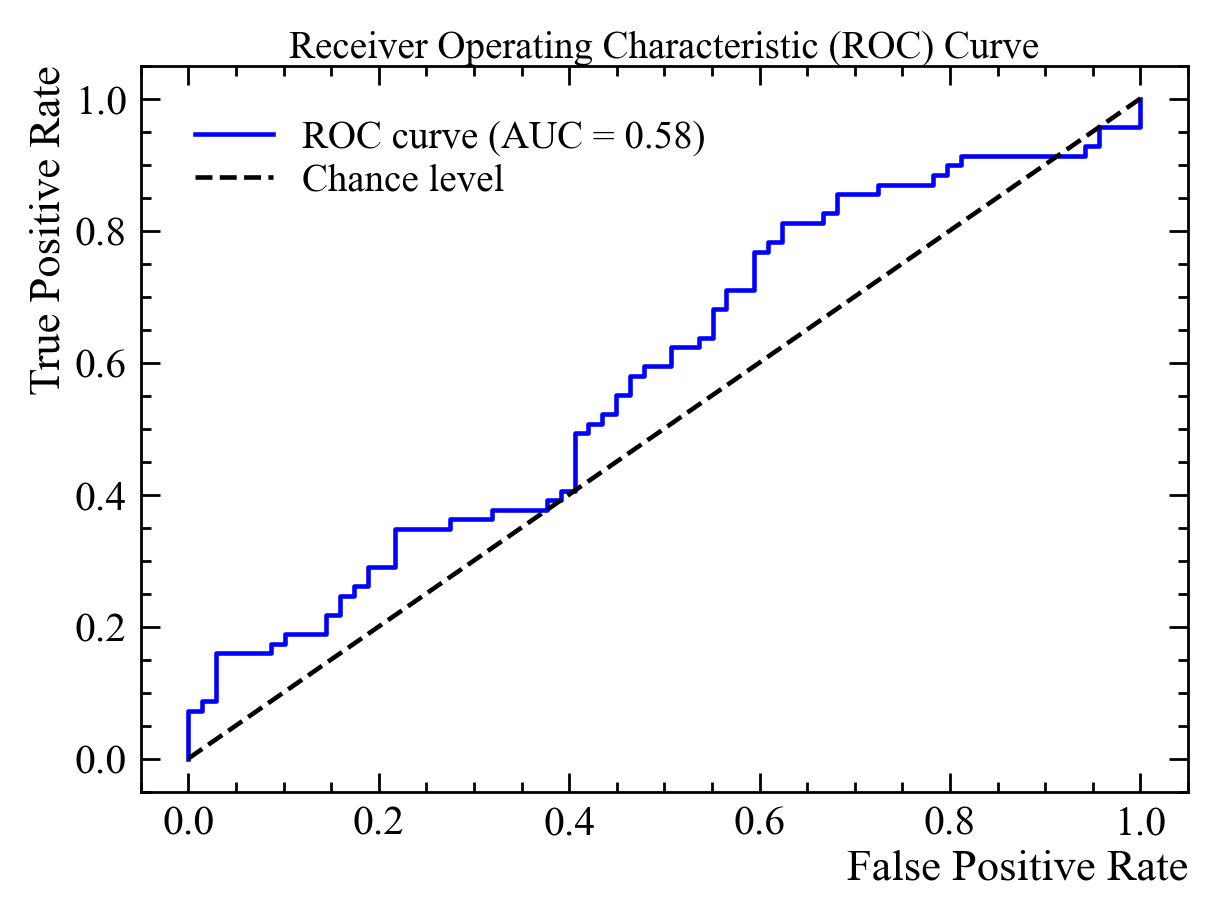 Receiver Operating Characteristic (ROC) Curve
True Positive Rate
1.0
0.8
0.6
0.4
0.2
0.0
ROC curve (AUC = 0.58)
Chance level
0.0 0.2 0.4 0.6 0.8 1.0
False Positive Rate